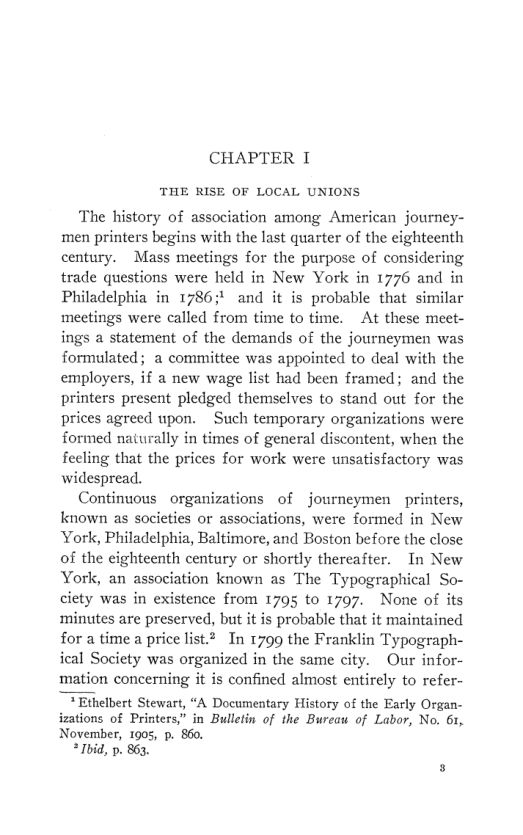 CHAPTER I
THE RISE OF LOCAL UNIONS
The history of association among American journey-
men printers begins with the last quarter of the eighteenth
century. Mass meetings for the purpose of considering
trade questions were held in New York in 1776 and in
Philadelphia in 1786;¹ and it is probable that similar
meetings were called from time to time. At these meet-
ings a statement of the demands of the journeymen was
formulated; a committee was appointed to deal with the
employers, if a new wage list had been framed; and the
printers present pledged themselves to stand out for the
prices agreed upon. Such temporary organizations were
formed naturally in times of general discontent, when the
feeling that the prices for work were unsatisfactory was
widespread.
Continuous organizations of journeymen printers,
known as societies or associations, were formed in New
York, Philadelphia, Baltimore, and Boston before the close
of the eighteenth century or shortly thereafter. In New
York, an association known as The Typographical So-
ciety was in existence from 1795 to 1797. None of its
minutes are preserved, but it is probable that it maintained
for a time a price list.² In 1799 the Franklin Typograph-
ical Society was organized in the same city. Our infor-
mation concerning it is confined almost entirely to refer-
¹ Ethelbert Stewart, "A Documentary History of the Early Organ-
izations of Printers," in Bulletin of the Bureau of Labor, No. 61,
November, 1905, p. 860.
² Ibid, p. 863.
3